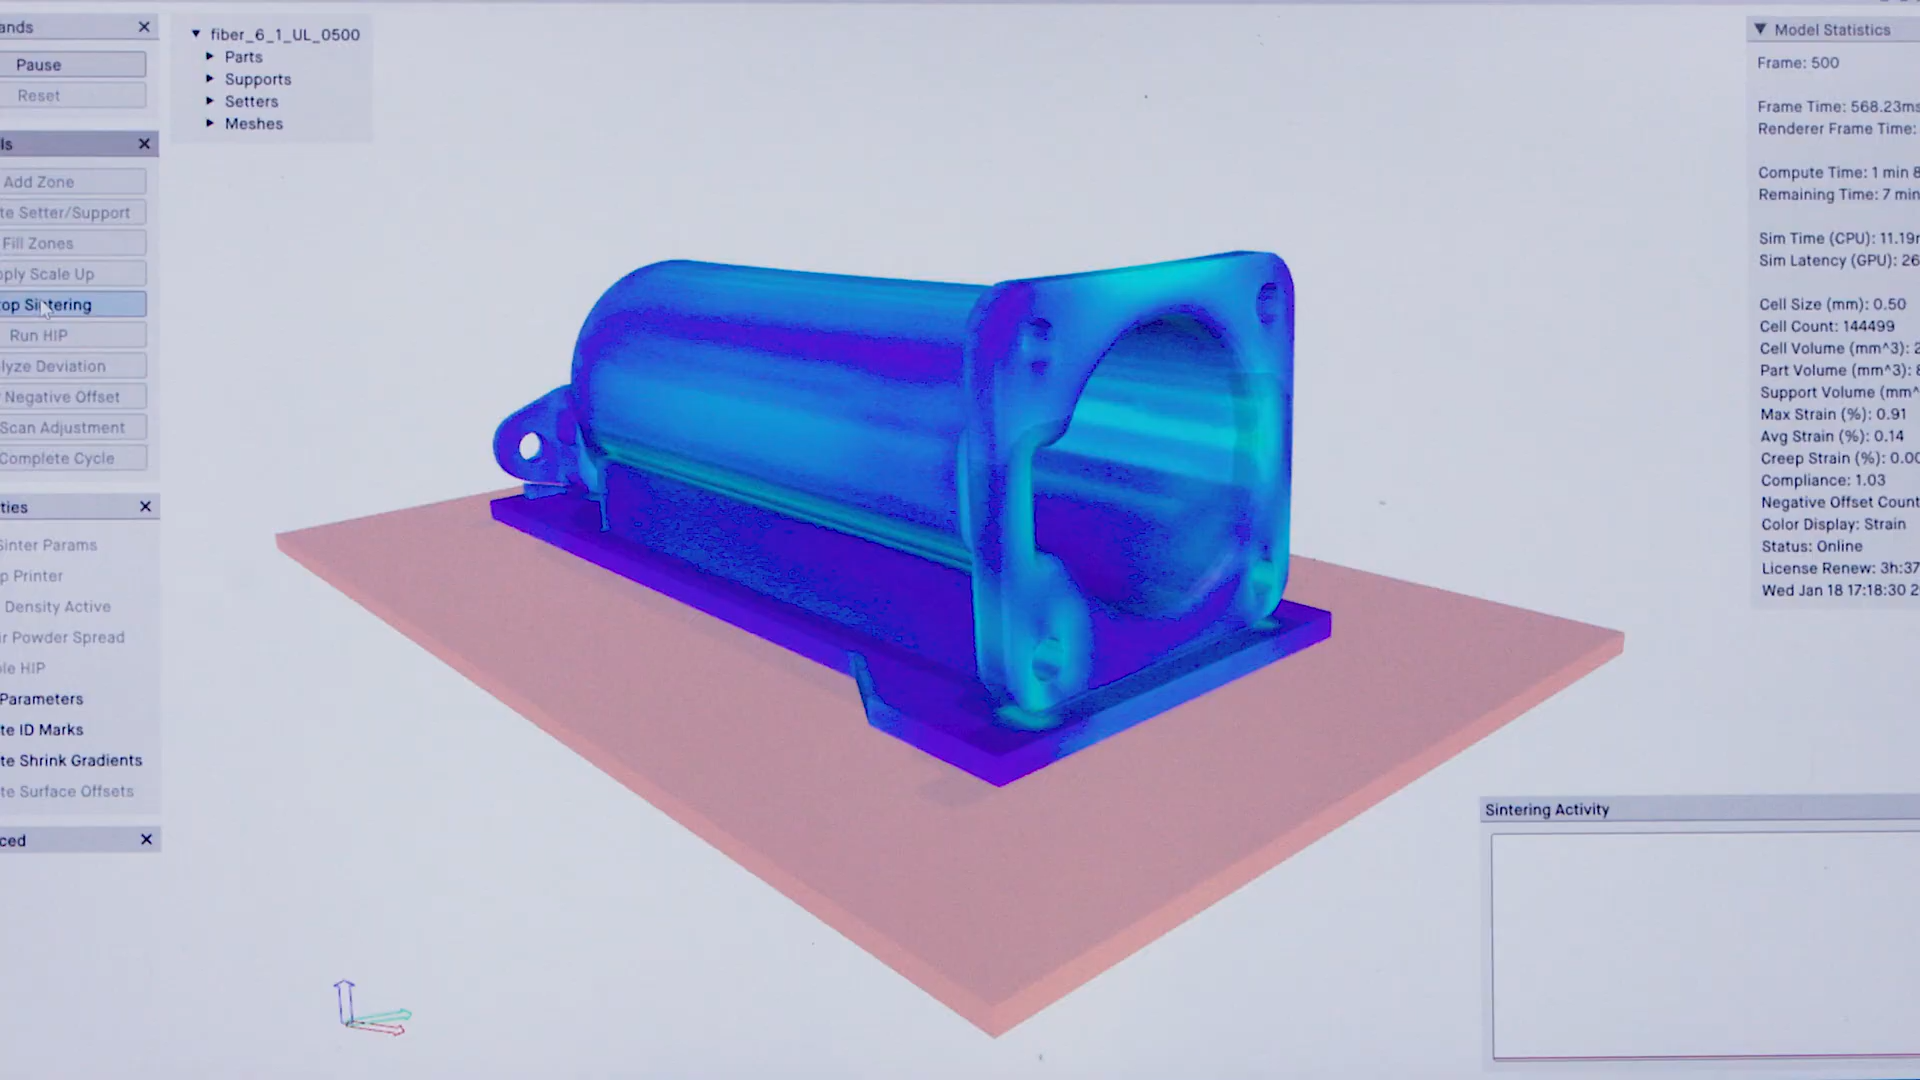 ands
Pause
Reset
ls
Add Zone
te Setter/Support
Fill Zones
pply Scale Up
op Sintering
Run HIP
lyze Deviation
Negative Offset
Scan Adjustment
Complete Cycle
ties
Sinter Params
p Printer
Density Active
ir Powder Spread
le HIP
Parameters
te ID Marks
te Shrink Gradients
te Surface Offsets
ced
fiber_6_1_UL_0500
Parts
Supports
Setters
Meshes
Model Statistics
Frame: 500
Frame Time: 568.23ms
Renderer Frame Time:
Compute Time: 1 min 8
Remaining Time: 7 min
Sim Time (CPU): 11.19
Sim Latency (GPU): 26
Cell Size (mm): 0.50
Cell Count: 144499
Cell Volume (mm^3): 2
Part Volume (mm^3): 8
Support Volume (mm^
Max Strain (%): 0.91
Avg Strain (%): 0.14
Creep Strain (%): 0.00
Compliance: 1.03
Negative Offset Count
Color Display: Strain
Status: Online
License Renew: 3h:37
Wed Jan 18 17:18:30 2
Sintering Activity